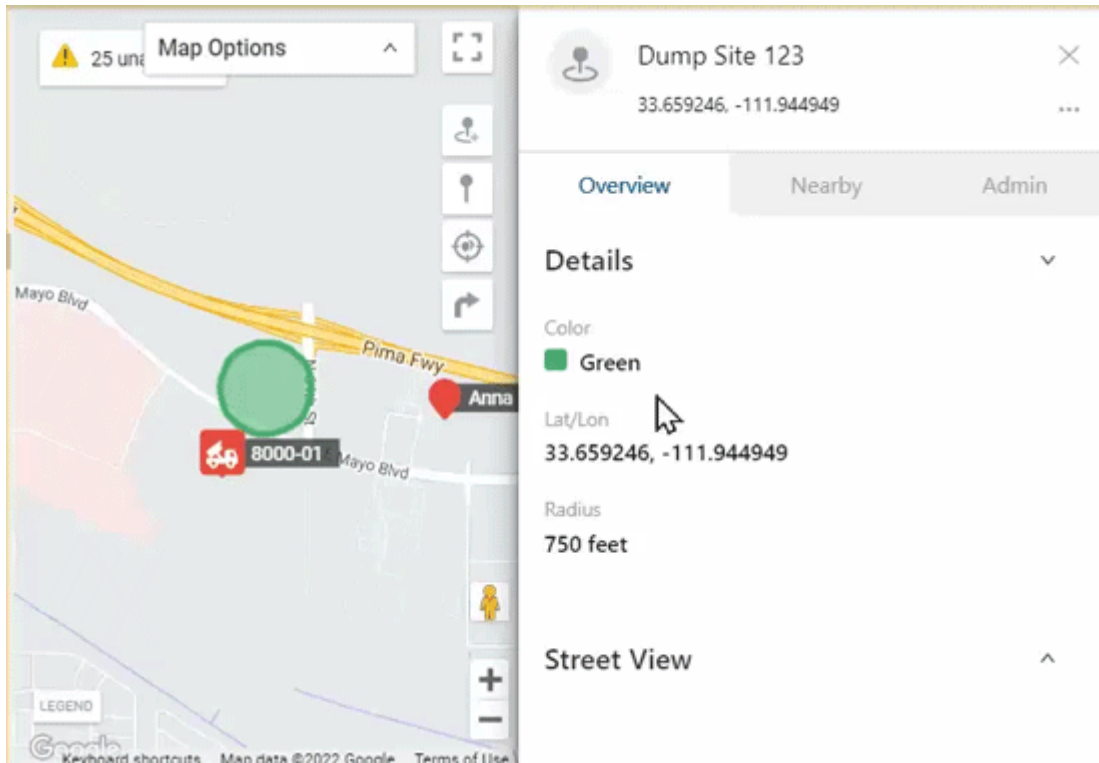 25 una
Map Options
Mayo Blvd
Pima Fwy
Anna
8000-01
Mayo Blvd
LEGEND
Google
Keyboard shortcuts
Map data ©2022 Google
Terms of Use
Dump Site 123
33.659246, -111.944949
...
Overview
Nearby
Admin
Details
Color
Green
Lat/Lon
33.659246, -111.944949
Radius
750 feet
Street View